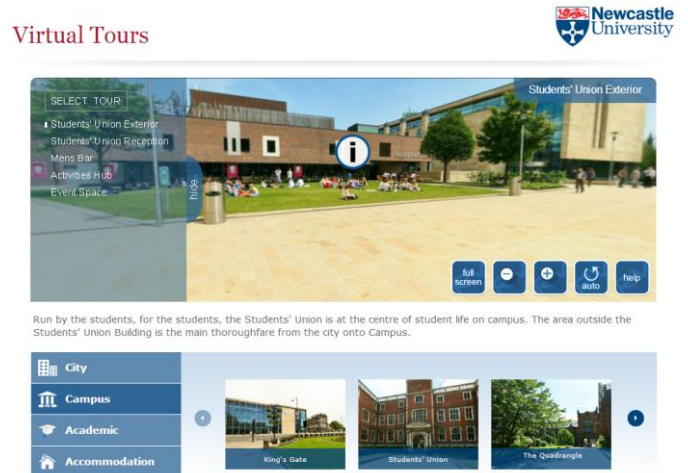 Virtual Tours
Newcastle
University
Students' Union Exterior
SELECT TOUR
Students' Union Exterior
Students' Union Reception
Mens Bar
Activities Hub
Event Space
hide
i
full
screen
auto
help
Run by the students, for the students, the Students' Union is at the centre of student life on campus. The area outside the
Students' Union Building is the main thoroughfare from the city onto Campus.
City
Campus
Academic
Accommodation
King's Gate
Students' Union
The Quadrangle